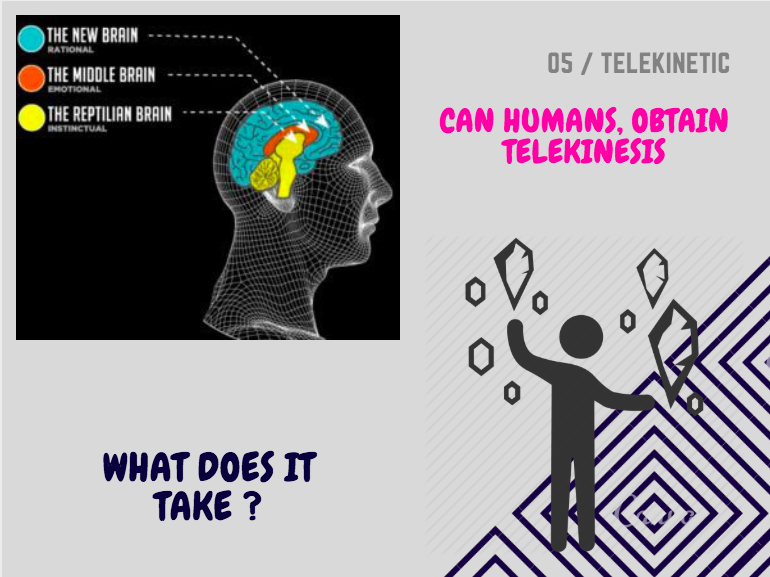 THE NEW BRAIN
RATIONAL
THE MIDDLE BRAIN
EMOTIONAL
THE REPTILIAN BRAIN
INSTINCTUAL
05 / TELEKINETIC
CAN HUMANS, OBTAIN
TELEKINESIS
WHAT DOES IT
TAKE ?
Canva